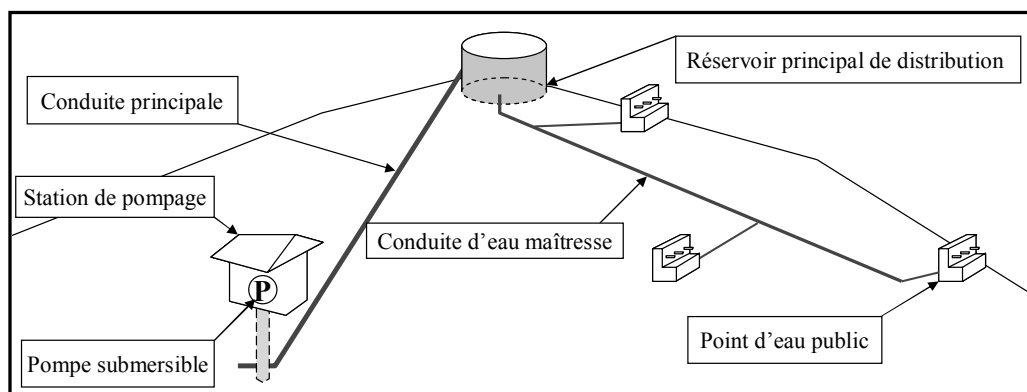 Réservoir principal de distribution
Conduite principale
Station de pompage
Conduite d'eau maîtresse
P
Point d'eau public
Pompe submersible